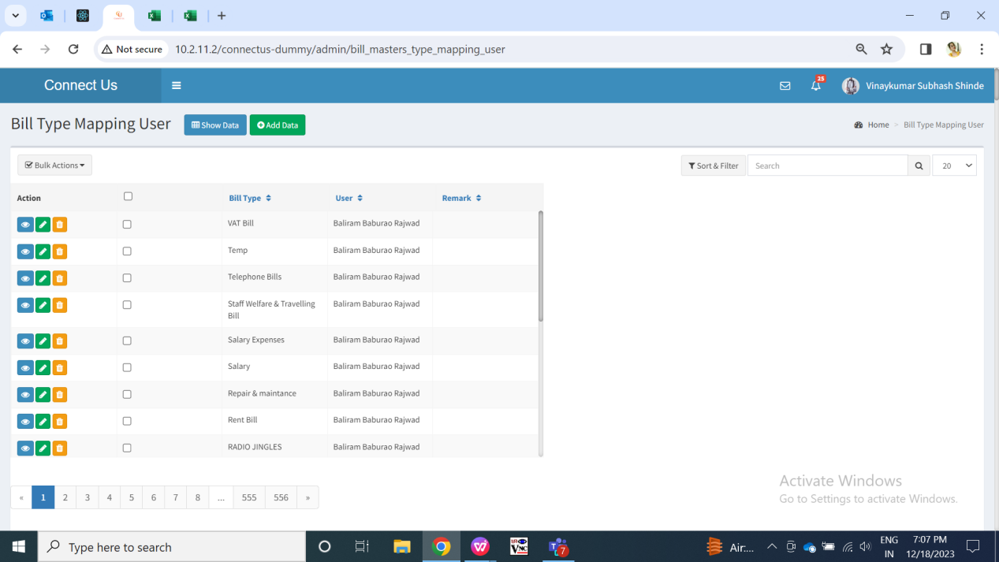 Not secure 10.2.11.2/connectus-dummy/admin/bill_masters_type_mapping_user
Connect Us 25 Vinaykumar Subhash Shinde
Bill Type Mapping User Show Data Add Data Home > Bill Type Mapping User
Bulk Actions Sort & Filter Search 20
Action Bill Type User Remark
VAT Bill Baliram Baburao Rajwad
Temp Baliram Baburao Rajwad
Telephone Bills Baliram Baburao Rajwad
Staff Welfare & Travelling Baliram Baburao Rajwad
Bill
Salary Expenses Baliram Baburao Rajwad
Salary Baliram Baburao Rajwad
Repair & maintance Baliram Baburao Rajwad
Rent Bill Baliram Baburao Rajwad
RADIO JINGLES Baliram Baburao Rajwad
Activate Windows
Go to Settings to activate Windows.
« 1 2 3 4 5 6 7 8 ... 555 556 »
Type here to search 7 Air:... ENG 7:07 PM
IN 12/18/2023